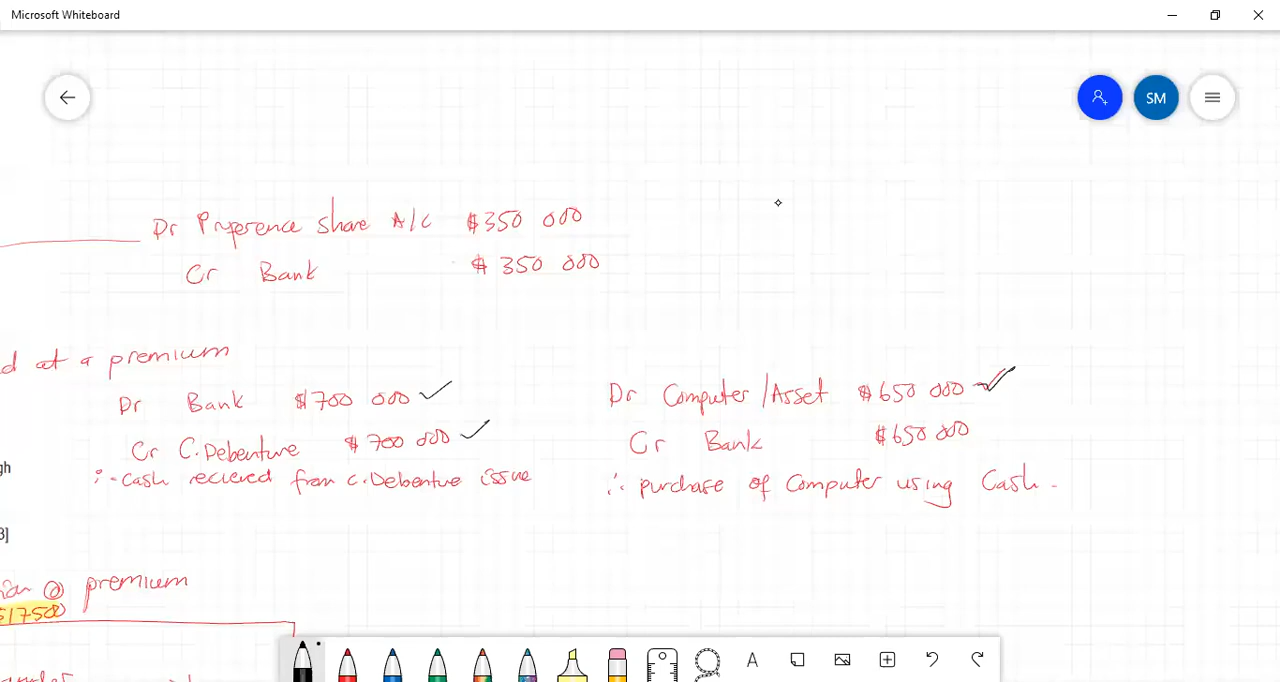 Microsoft Whiteboard
SM
Dr Preference share A/C $350 000
Cr Bank $350 000
d at a premium
Dr Bank $700 000 ✓
Cr C.Debenture $700 000 ✓
∴ Cash recieved from C.Debentue issue
Dr Computer/Asset $650 000 ✓
Cr Bank $650 000
∴ purchase of Computer using Cash.
gh
3]
@ premium
$17500
A